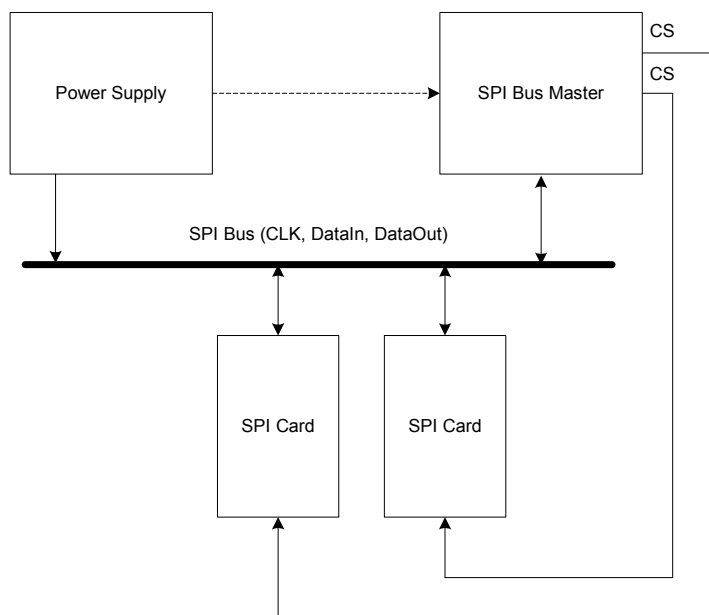 CS
CS
Power Supply
SPI Bus Master
SPI Bus (CLK, DataIn, DataOut)
SPI Card
SPI Card